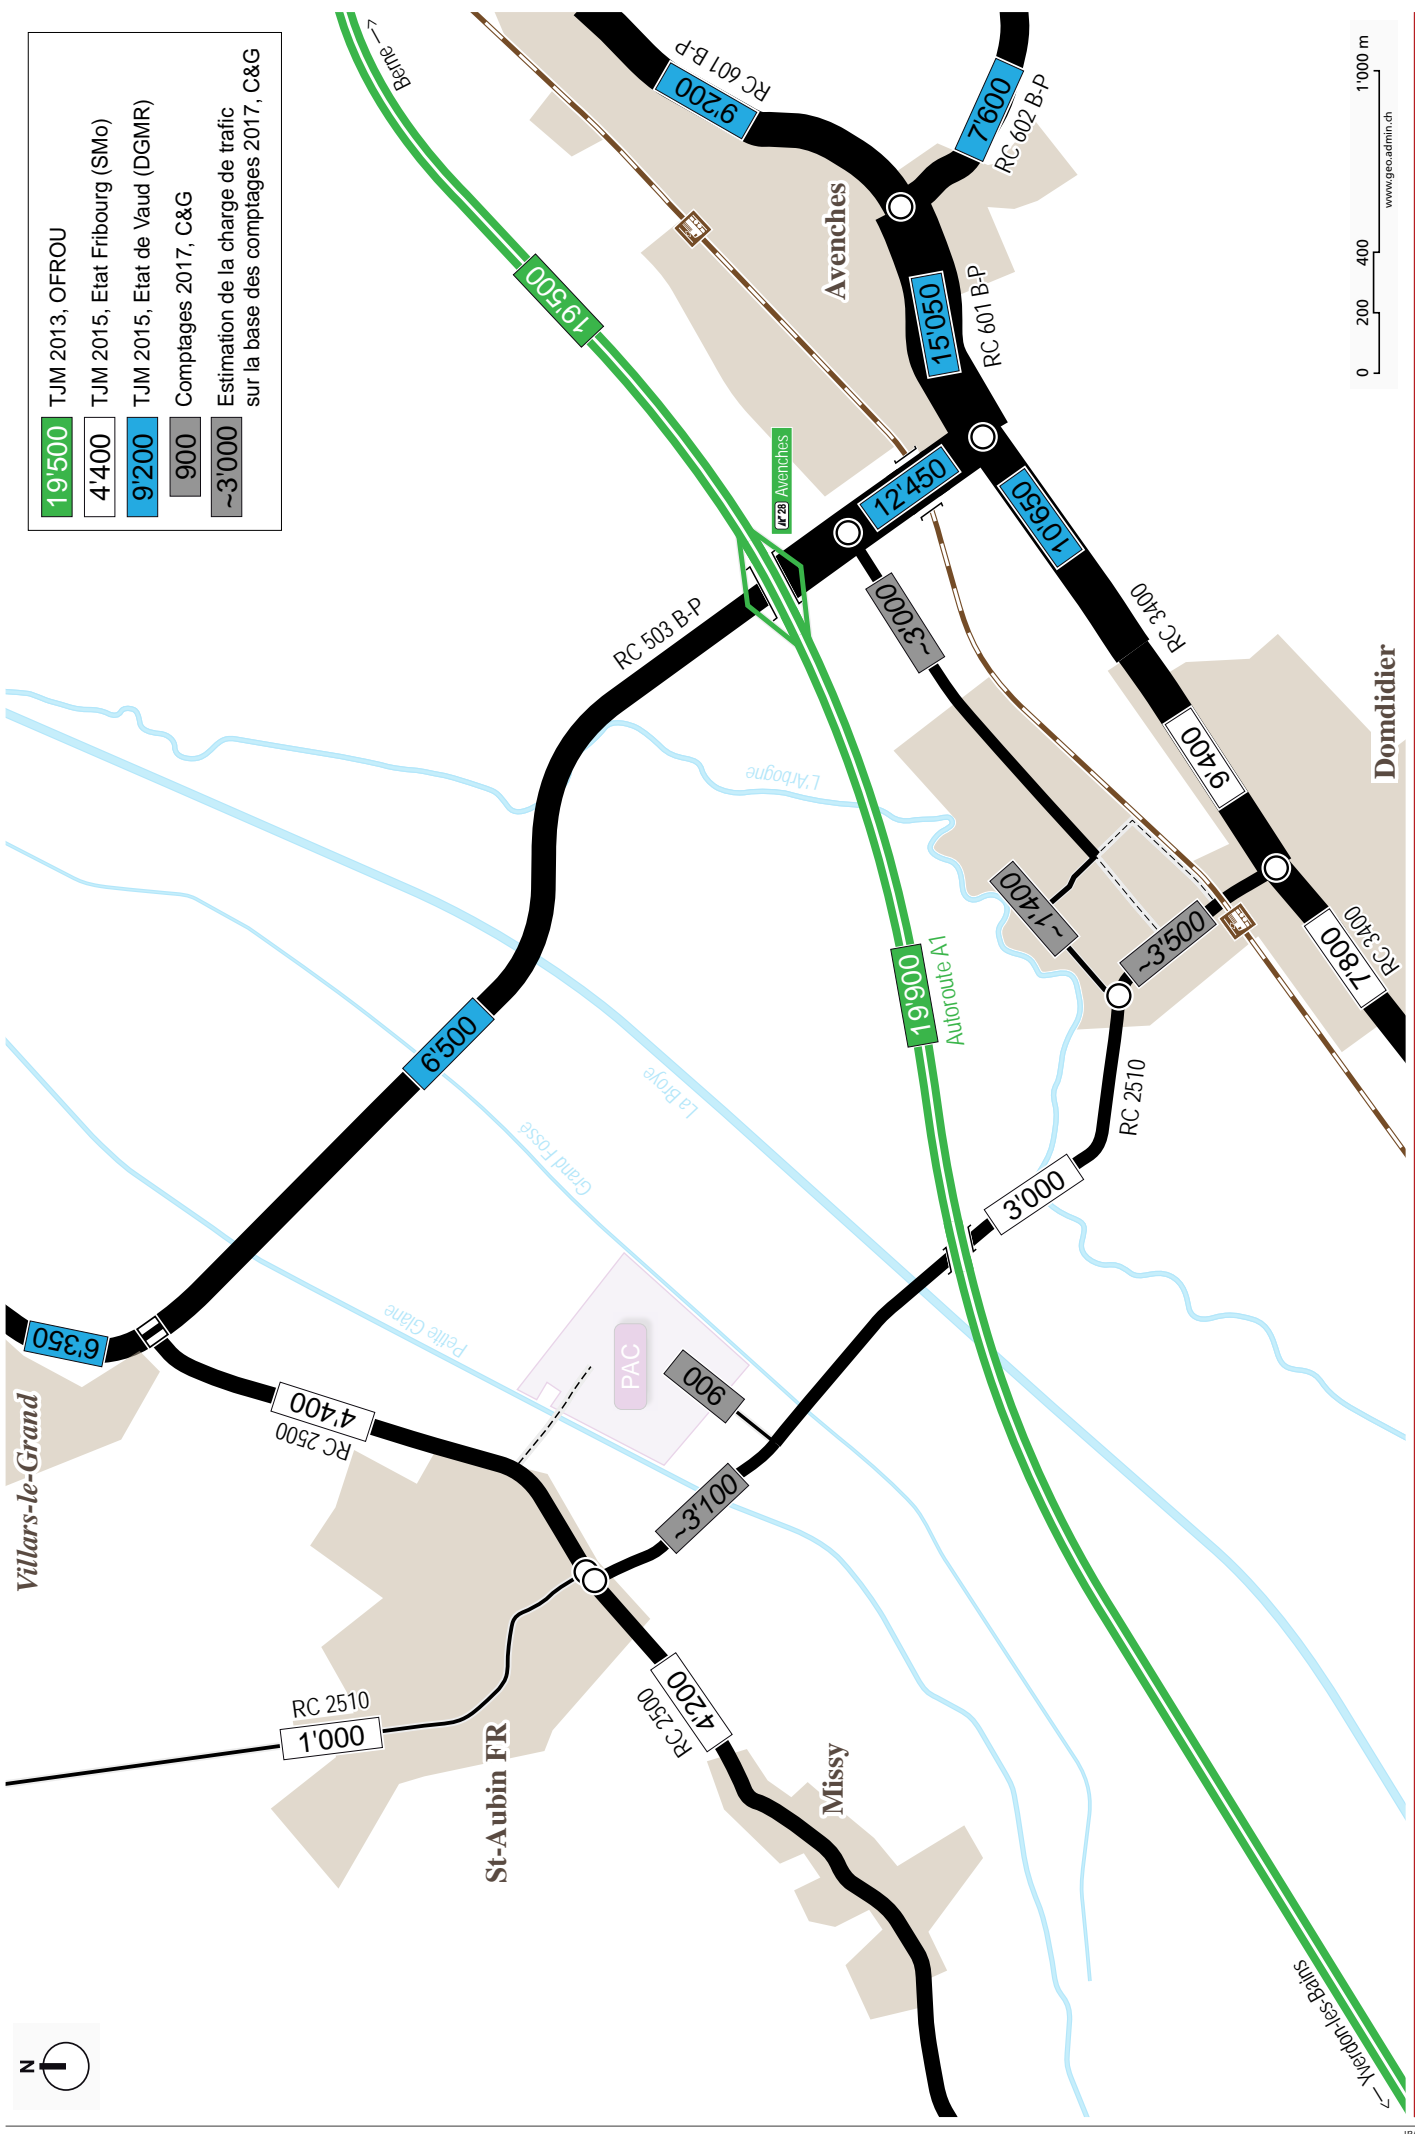 19'500 TJM 2013, OFROU
4'400 TJM 2015, Etat Fribourg (SMo)
9'200 TJM 2015, Etat de Vaud (DGMR)
900 Comptages 2017, C&G
~3'000 Estimation de la charge de trafic
sur la base des comptages 2017, C&G
N
Villars-le-Grand
6'350
RC 2510
1'000
4'400
RC 2500
St-Aubin FR
6'500
Petite Glane
Grand Fossé
La Broye
PAC
900
~3'100
RC 2500
4'200
Missy
RC 503 B-P
L'Arbogne
Berne -->
19'500
28 Avenches
19'900
Autoroute A1
<-- Yverdon-les-Bains
3'000
RC 2510
~1'400
~3'500
~3'000
12'450
Avenches
RC 601 B-P
9'200
7'600
RC 602 B-P
15'050
RC 601 B-P
10'650
RC 3400
9'400
7'800
RC 3400
Domdidier
0 200 400 1'000 m
www.geo.admin.ch